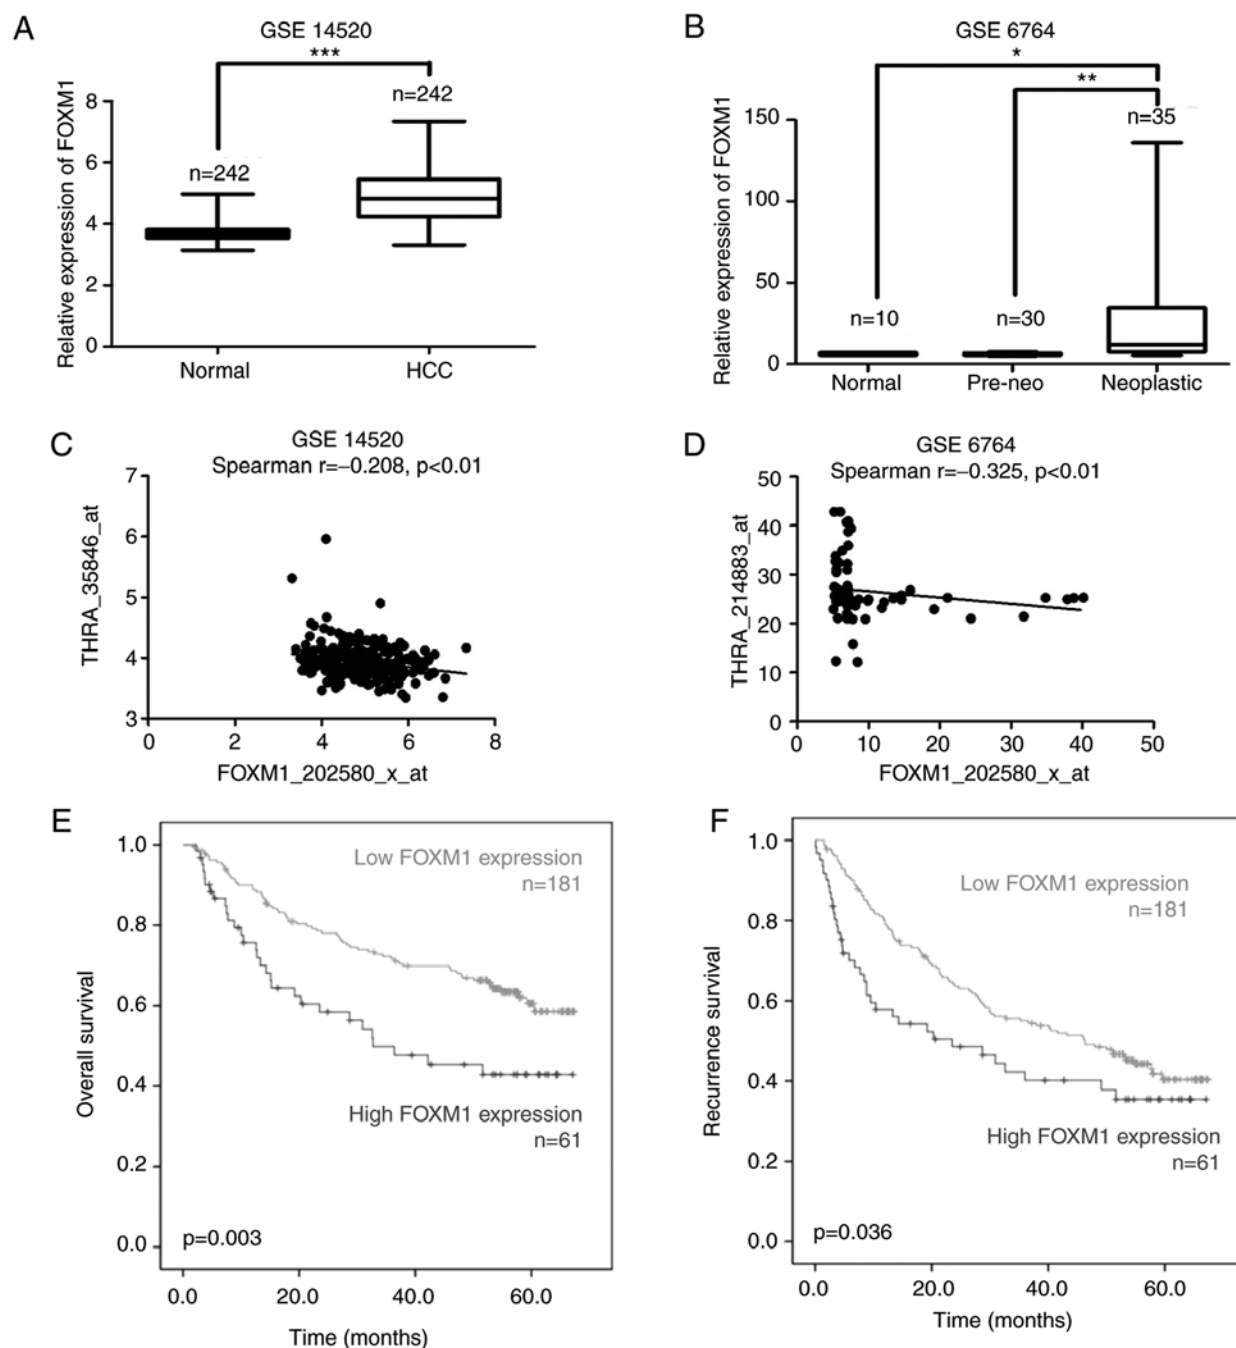 A
GSE 14520
***
n=242
n=242
Relative expression of FOXM1
8
6
4
2
0
Normal
HCC
B
GSE 6764
*
**
n=35
n=10
n=30
Relative expression of FOXM1
150
100
50
0
Normal
Pre-neo
Neoplastic
C
GSE 14520
Spearman r=−0.208, p<0.01
THRA_35846_at
7
6
5
4
3
0
2
4
6
8
FOXM1_202580_x_at
D
GSE 6764
Spearman r=−0.325, p<0.01
THRA_214883_at
50
40
30
20
10
0
0
10
20
30
40
50
FOXM1_202580_x_at
E
Overall survival
1.0
0.8
0.6
0.4
0.2
0.0
Low FOXM1 expression
n=181
High FOXM1 expression
n=61
p=0.003
0.0
20.0
40.0
60.0
Time (months)
F
Recurrence survival
1.0
0.8
0.6
0.4
0.2
0.0
Low FOXM1 expression
n=181
High FOXM1 expression
n=61
p=0.036
0.0
20.0
40.0
60.0
Time (months)